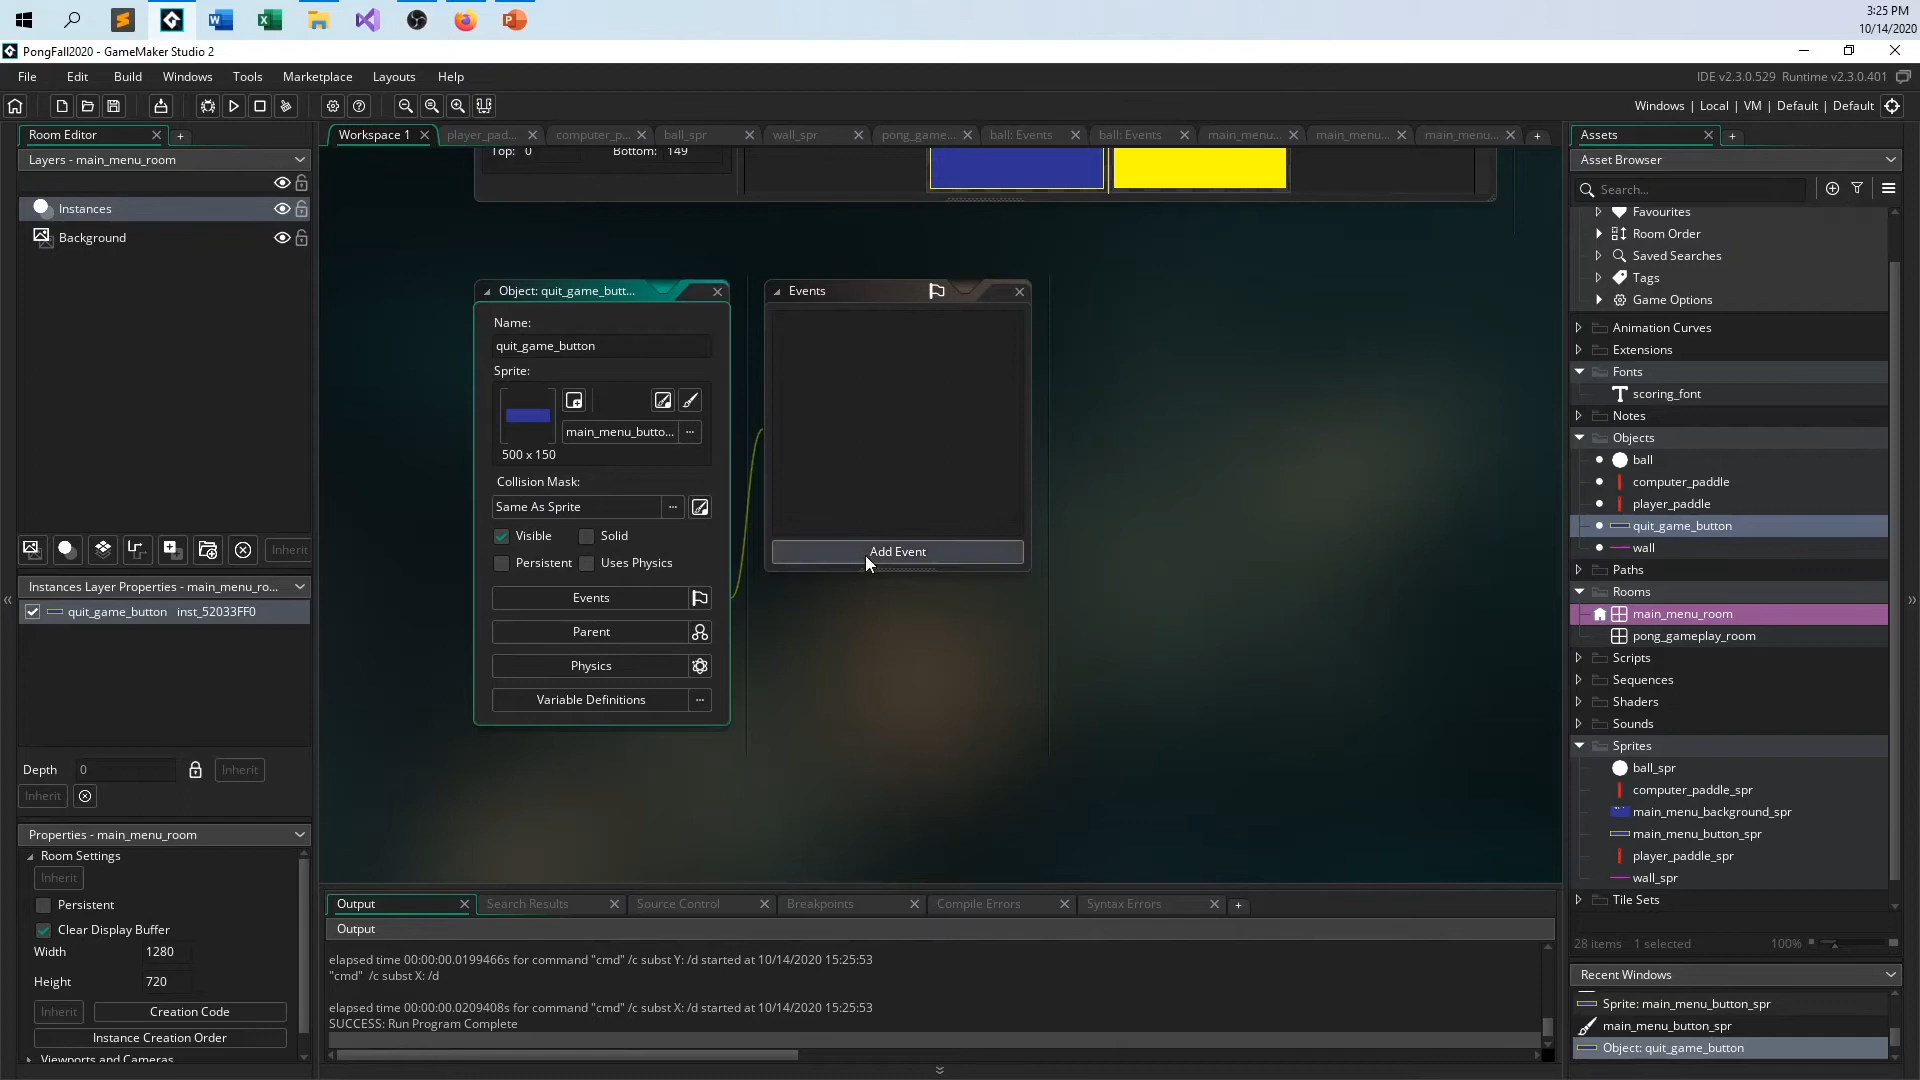 3:25 PM
10/14/2020
PongFall2020 - GameMaker Studio 2
File Edit Build Windows Tools Marketplace Layouts Help
IDE v2.3.0.529 Runtime v2.3.0.401
Windows | Local | VM | Default | Default
Room Editor
Workspace 1 player_pad... computer_p... ball_spr wall_spr pong_game... ball: Events ball: Events main_menu... main_menu... main_menu...
Assets
Layers - main_menu_room
Instances
Background
Inherit
Instances Layer Properties - main_menu_ro...
quit_game_button inst_52033FF0
Depth 0 Inherit
Inherit
Properties - main_menu_room
Room Settings
Inherit
Persistent
Clear Display Buffer
Width 1280
Height 720
Inherit Creation Code
Instance Creation Order
Viewports and Cameras
Top: 0 Bottom: 149
Object: quit_game_butt...
Name:
quit_game_button
Sprite:
main_menu_butto... ...
500 x 150
Collision Mask:
Same As Sprite ...
Visible Solid
Persistent Uses Physics
Events
Parent
Physics
Variable Definitions ...
Events
Add Event
Output Search Results Source Control Breakpoints Compile Errors Syntax Errors
Output
elapsed time 00:00:00.0199466s for command "cmd" /c subst Y: /d started at 10/14/2020 15:25:53
"cmd" /c subst X: /d
elapsed time 00:00:00.0209408s for command "cmd" /c subst X: /d started at 10/14/2020 15:25:53
SUCCESS: Run Program Complete
Asset Browser
Search...
Favourites
Room Order
Saved Searches
Tags
Game Options
Animation Curves
Extensions
Fonts
scoring_font
Notes
Objects
ball
computer_paddle
player_paddle
quit_game_button
wall
Paths
Rooms
main_menu_room
pong_gameplay_room
Scripts
Sequences
Shaders
Sounds
Sprites
ball_spr
computer_paddle_spr
main_menu_background_spr
main_menu_button_spr
player_paddle_spr
wall_spr
Tile Sets
28 items 1 selected 100%
Recent Windows
Sprite: main_menu_button_spr
main_menu_button_spr
Object: quit_game_button